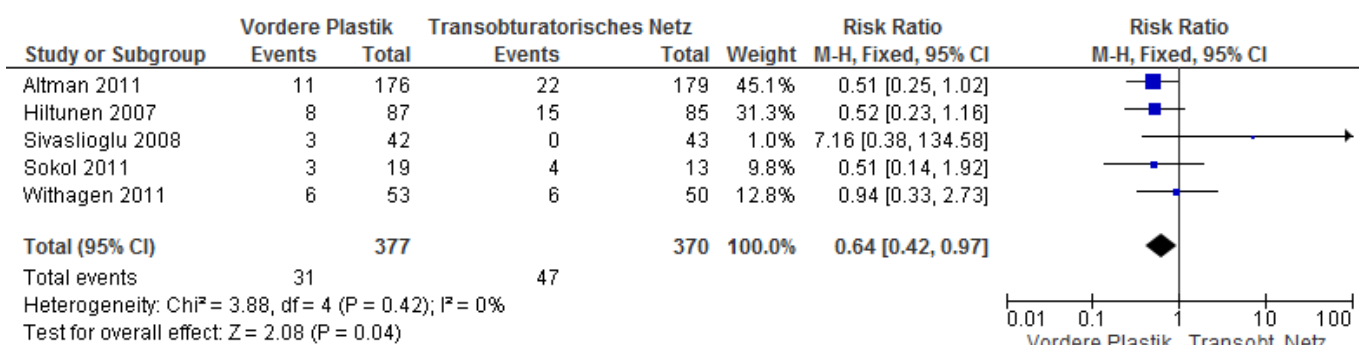 Vordere Plastik Transobturatorisches Netz Risk Ratio Risk Ratio
Study or Subgroup Events Total Events Total Weight M-H, Fixed, 95% CI M-H, Fixed, 95% CI
Altman 2011 11 176 22 179 45.1% 0.51 [0.25, 1.02]
Hiltunen 2007 8 87 15 85 31.3% 0.52 [0.23, 1.16]
Sivaslioglu 2008 3 42 0 43 1.0% 7.16 [0.38, 134.58]
Sokol 2011 3 19 4 13 9.8% 0.51 [0.14, 1.92]
Withagen 2011 6 53 6 50 12.8% 0.94 [0.33, 2.73]
Total (95% CI) 377 370 100.0% 0.64 [0.42, 0.97]
Total events 31 47
Heterogeneity: Chi² = 3.88, df = 4 (P = 0.42); I² = 0%
Test for overall effect: Z = 2.08 (P = 0.04)
0.01 0.1 1 10 100
Vordere Plastik Transobt. Netz